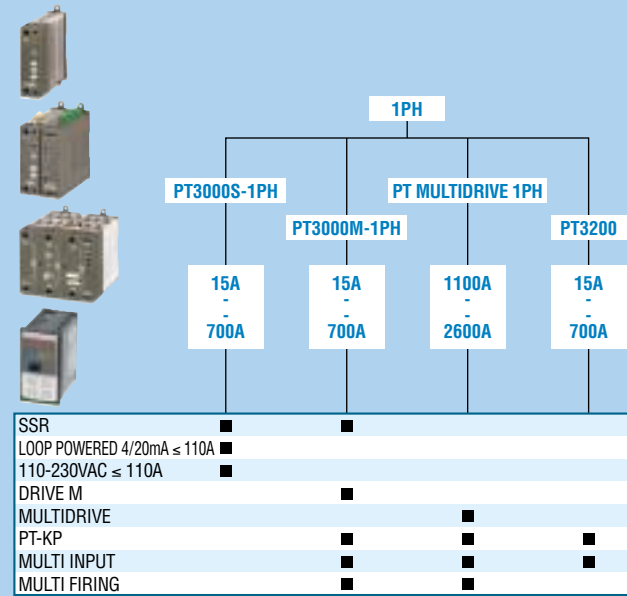 1PH
PT3000S-1PH
PT MULTIDRIVE 1PH
PT3000M-1PH
PT3200
15A
-
-
700A
15A
-
-
700A
1100A
-
-
2600A
15A
-
-
700A
SSR ■ ■
LOOP POWERED 4/20mA ≤ 110A ■
110-230VAC ≤ 110A ■
DRIVE M ■
MULTIDRIVE ■
PT-KP ■ ■ ■
MULTI INPUT ■ ■ ■
MULTI FIRING ■ ■